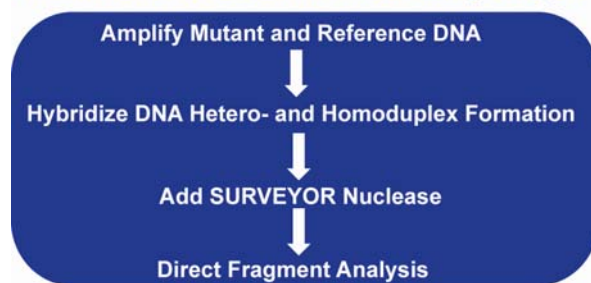 Amplify Mutant and Reference DNA
Hybridize DNA Hetero- and Homoduplex Formation
Add SURVEYOR Nuclease
Direct Fragment Analysis